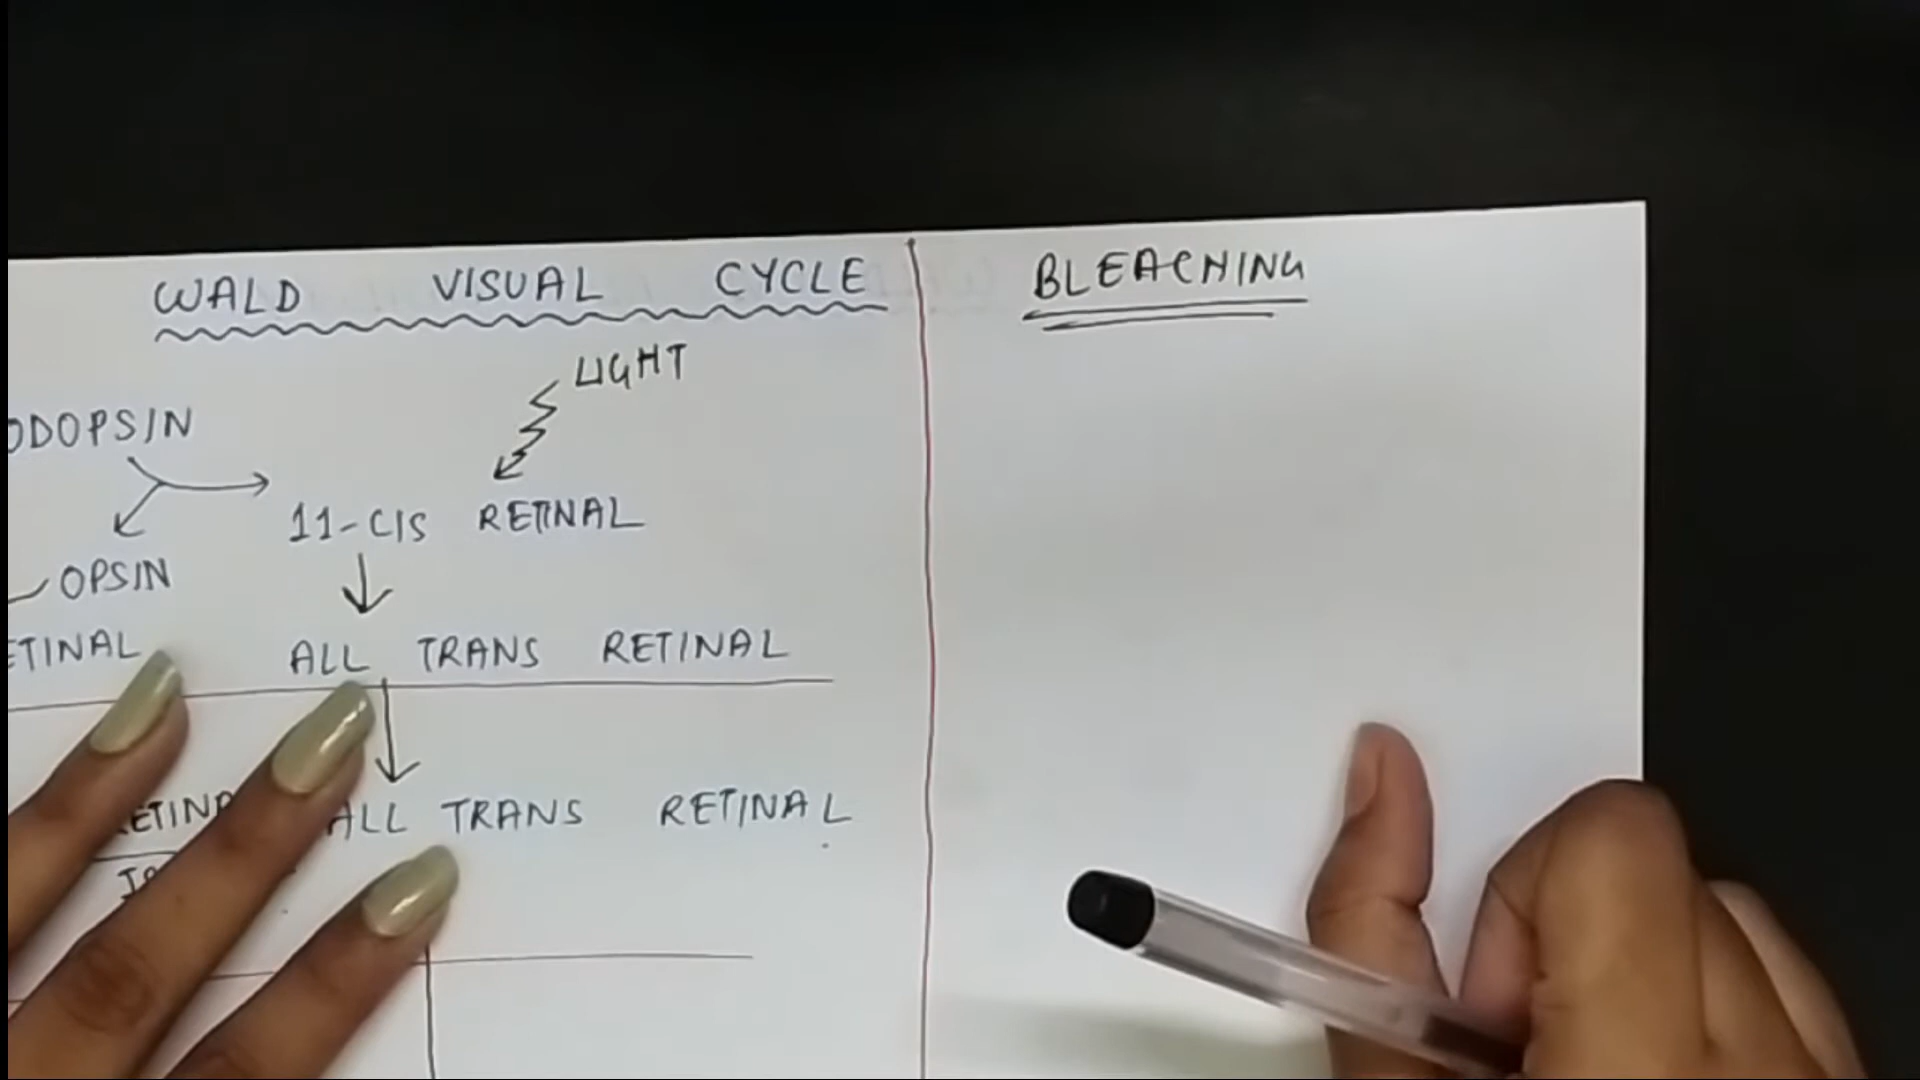 WALD VISUAL CYCLE
BLEACHING
LIGHT
ODOPSIN
11-CIS RETINAL
OPSIN
ETINAL
ALL TRANS RETINAL
ALL TRANS RETINAL